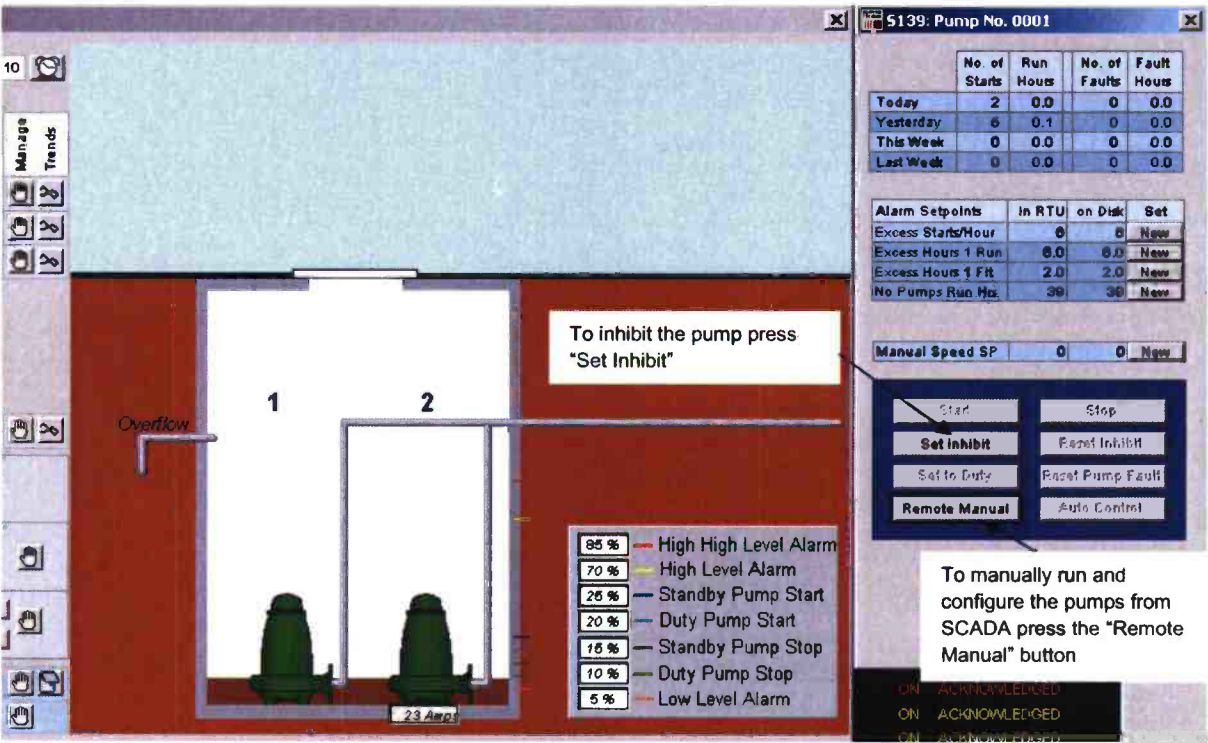 S139: Pump No. 0001
10
Manage
Trends
No. of Starts Run Hours No. of Faults Fault Hours
Today 2 0.0 0 0.0
Yesterday 6 0.1 0 0.0
This Week 0 0.0 0 0.0
Last Week 0 0.0 0 0.0
Alarm Setpoints in RTU on Disk Set
Excess Starts/Hour 6 6 New
Excess Hours 1 Run 6.0 6.0 New
Excess Hours 1 Flt 2.0 2.0 New
No Pumps Run Hrs. 39 39 New
To inhibit the pump press
"Set Inhibit"
Manual Speed SP 0 0 New
1
2
Overflow
Start Stop
Set Inhibit Reset Inhibit
Set to Duty Reset Pump Fault
Remote Manual Auto Control
85 % High High Level Alarm
70 % High Level Alarm
25 % Standby Pump Start
20 % Duty Pump Start
15 % Standby Pump Stop
10 % Duty Pump Stop
5 % Low Level Alarm
To manually run and
configure the pumps from
SCADA press the "Remote
Manual" button
23 Amps
ON ACKNOWLEDGED
ON ACKNOWLEDGED
ON ACKNOWLEDGED